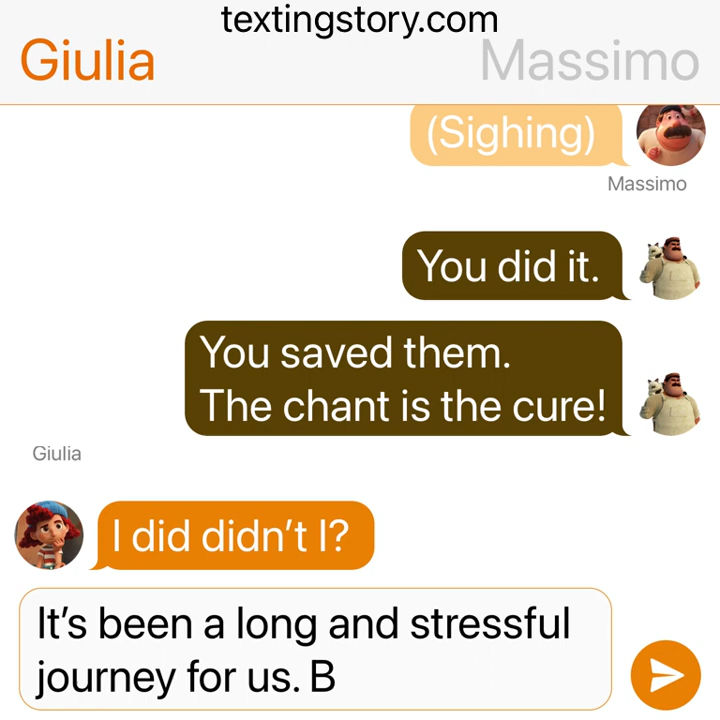 textingstory.com
Giulia
Massimo
(Sighing)
Massimo
You did it.
You saved them.
The chant is the cure!
Giulia
I did didn’t I?
It’s been a long and stressful
journey for us. B